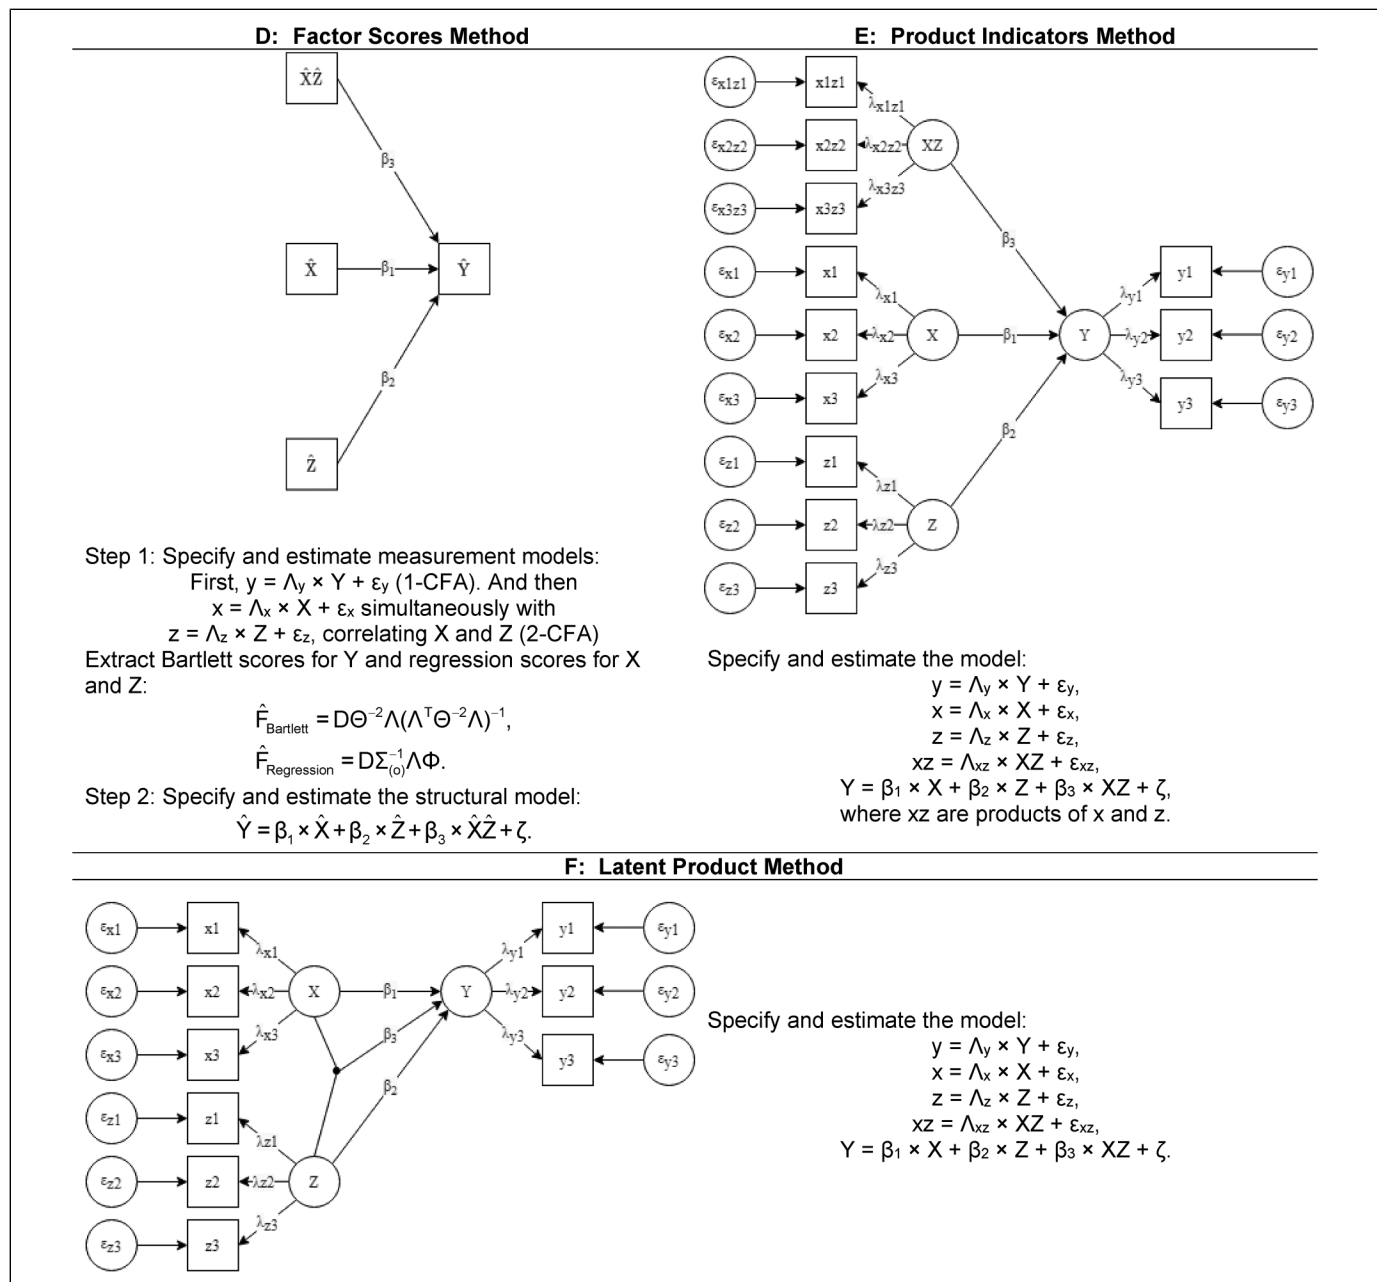 D: Factor Scores Method
X̂Ẑ
β₃
X̂
β₁
Ŷ
β₂
Ẑ
Step 1: Specify and estimate measurement models:
First, y = Λy × Y + εy (1-CFA). And then
x = Λx × X + εx simultaneously with
z = Λz × Z + εz, correlating X and Z (2-CFA)
Extract Bartlett scores for Y and regression scores for X
and Z:
F̂Bartlett = DΘ⁻²Λ(ΛᵀΘ⁻²Λ)⁻¹,
F̂Regression = DΣ(o)⁻¹ΛΦ.
Step 2: Specify and estimate the structural model:
Ŷ = β₁ × X̂ + β₂ × Ẑ + β₃ × X̂Ẑ + ζ.
E: Product Indicators Method
εx1z1 x1z1 λx1z1
εx2z2 x2z2 λx2z2 XZ
εx3z3 x3z3 λx3z3
β₃
εx1 x1 λx1 λy1 y1 εy1
εx2 x2 λx2 X β₁ Y λy2 y2 εy2
εx3 x3 λx3 λy3 y3 εy3
β₂
εz1 z1 λz1
εz2 z2 λz2 Z
εz3 z3 λz3
Specify and estimate the model:
y = Λy × Y + εy,
x = Λx × X + εx,
z = Λz × Z + εz,
xz = Λxz × XZ + εxz,
Y = β₁ × X + β₂ × Z + β₃ × XZ + ζ,
where xz are products of x and z.
F: Latent Product Method
εx1 x1 λx1 λy1 y1 εy1
εx2 x2 λx2 X β₁ Y λy2 y2 εy2
εx3 x3 λx3 β₃ λy3 y3 εy3
β₂
εz1 z1 λz1
εz2 z2 λz2 Z
εz3 z3 λz3
Specify and estimate the model:
y = Λy × Y + εy,
x = Λx × X + εx,
z = Λz × Z + εz,
xz = Λxz × XZ + εxz,
Y = β₁ × X + β₂ × Z + β₃ × XZ + ζ.